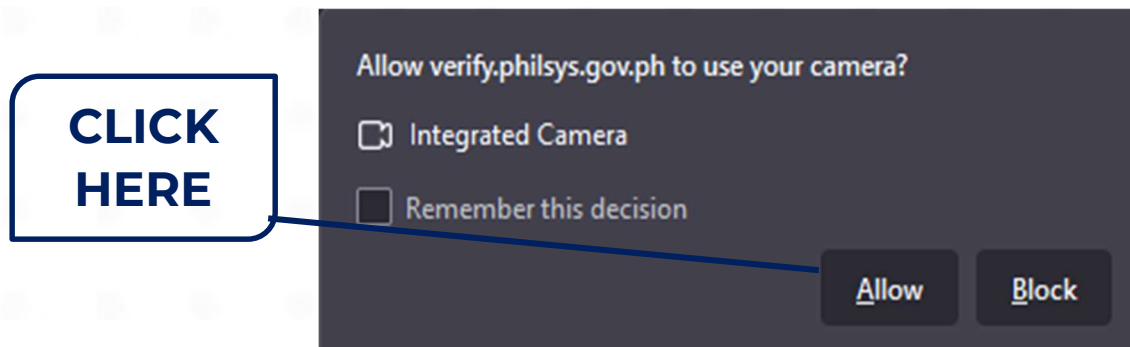 CLICK
HERE
Allow verify.philsys.gov.ph to use your camera?
Integrated Camera
Remember this decision
Allow
Block